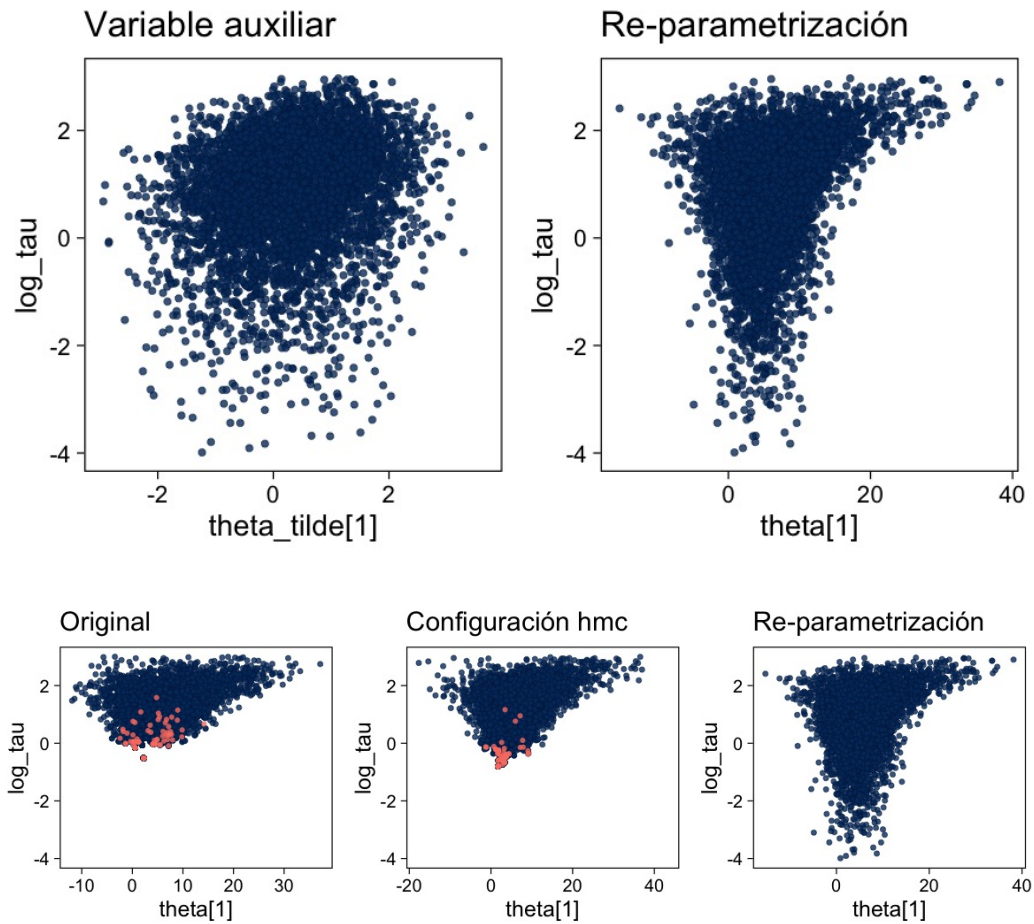 Variable auxiliar
Re-parametrización
log_tau
2
0
-2
-4
-2 0 2
theta_tilde[1]
log_tau
2
0
-2
-4
0 20 40
theta[1]
Original
Configuración hmc
Re-parametrización
log_tau
2
0
-2
-4
-10 0 10 20 30
theta[1]
log_tau
2
0
-2
-4
-20 0 20 40
theta[1]
log_tau
2
0
-2
-4
0 20 40
theta[1]